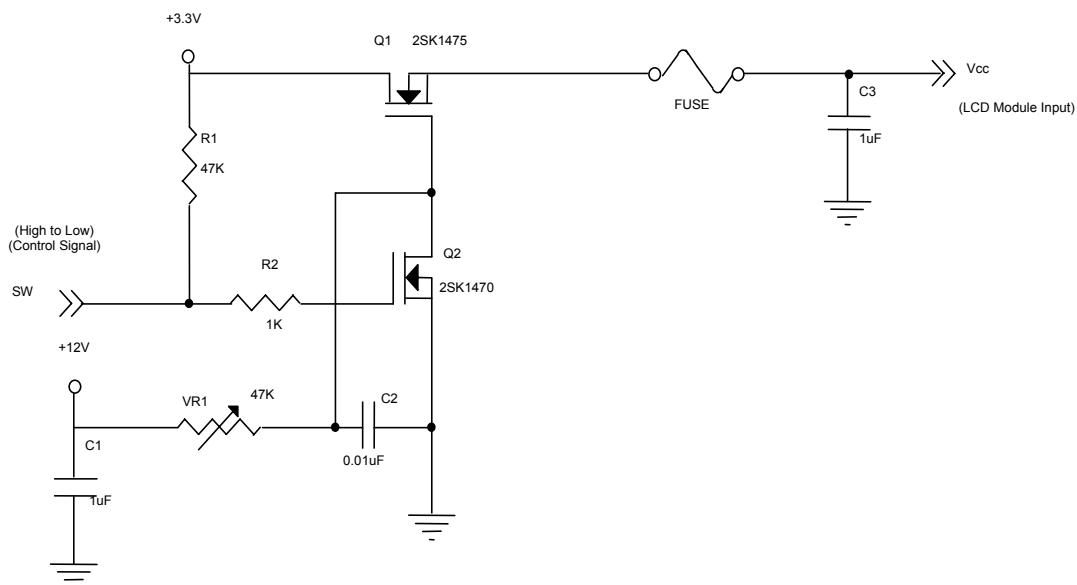 +3.3V
Q1 2SK1475
Vcc
C3
(LCD Module Input)
FUSE
R1
1uF
47K
(High to Low)
(Control Signal)
Q2
R2
SW
2SK1470
1K
+12V
VR1
47K
C2
C1
0.01uF
1uF